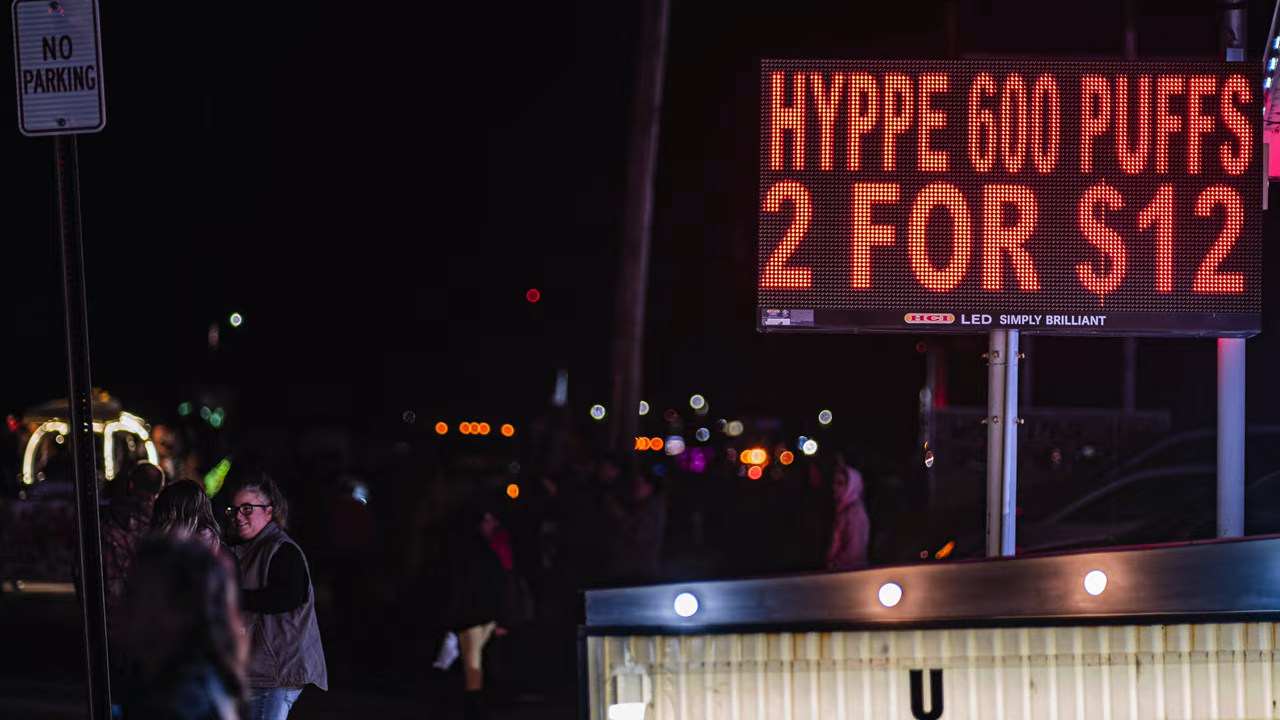 NO
PARKING
HYPPE 600 PUFFS
2 FOR $12
HCI LED SIMPLY BRILLIANT
U